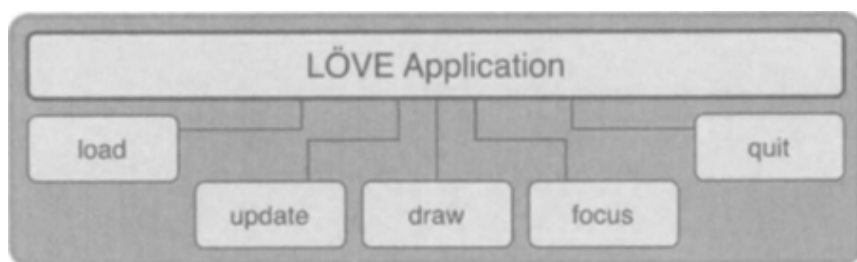 LÖVE Application
load
quit
update
draw
focus